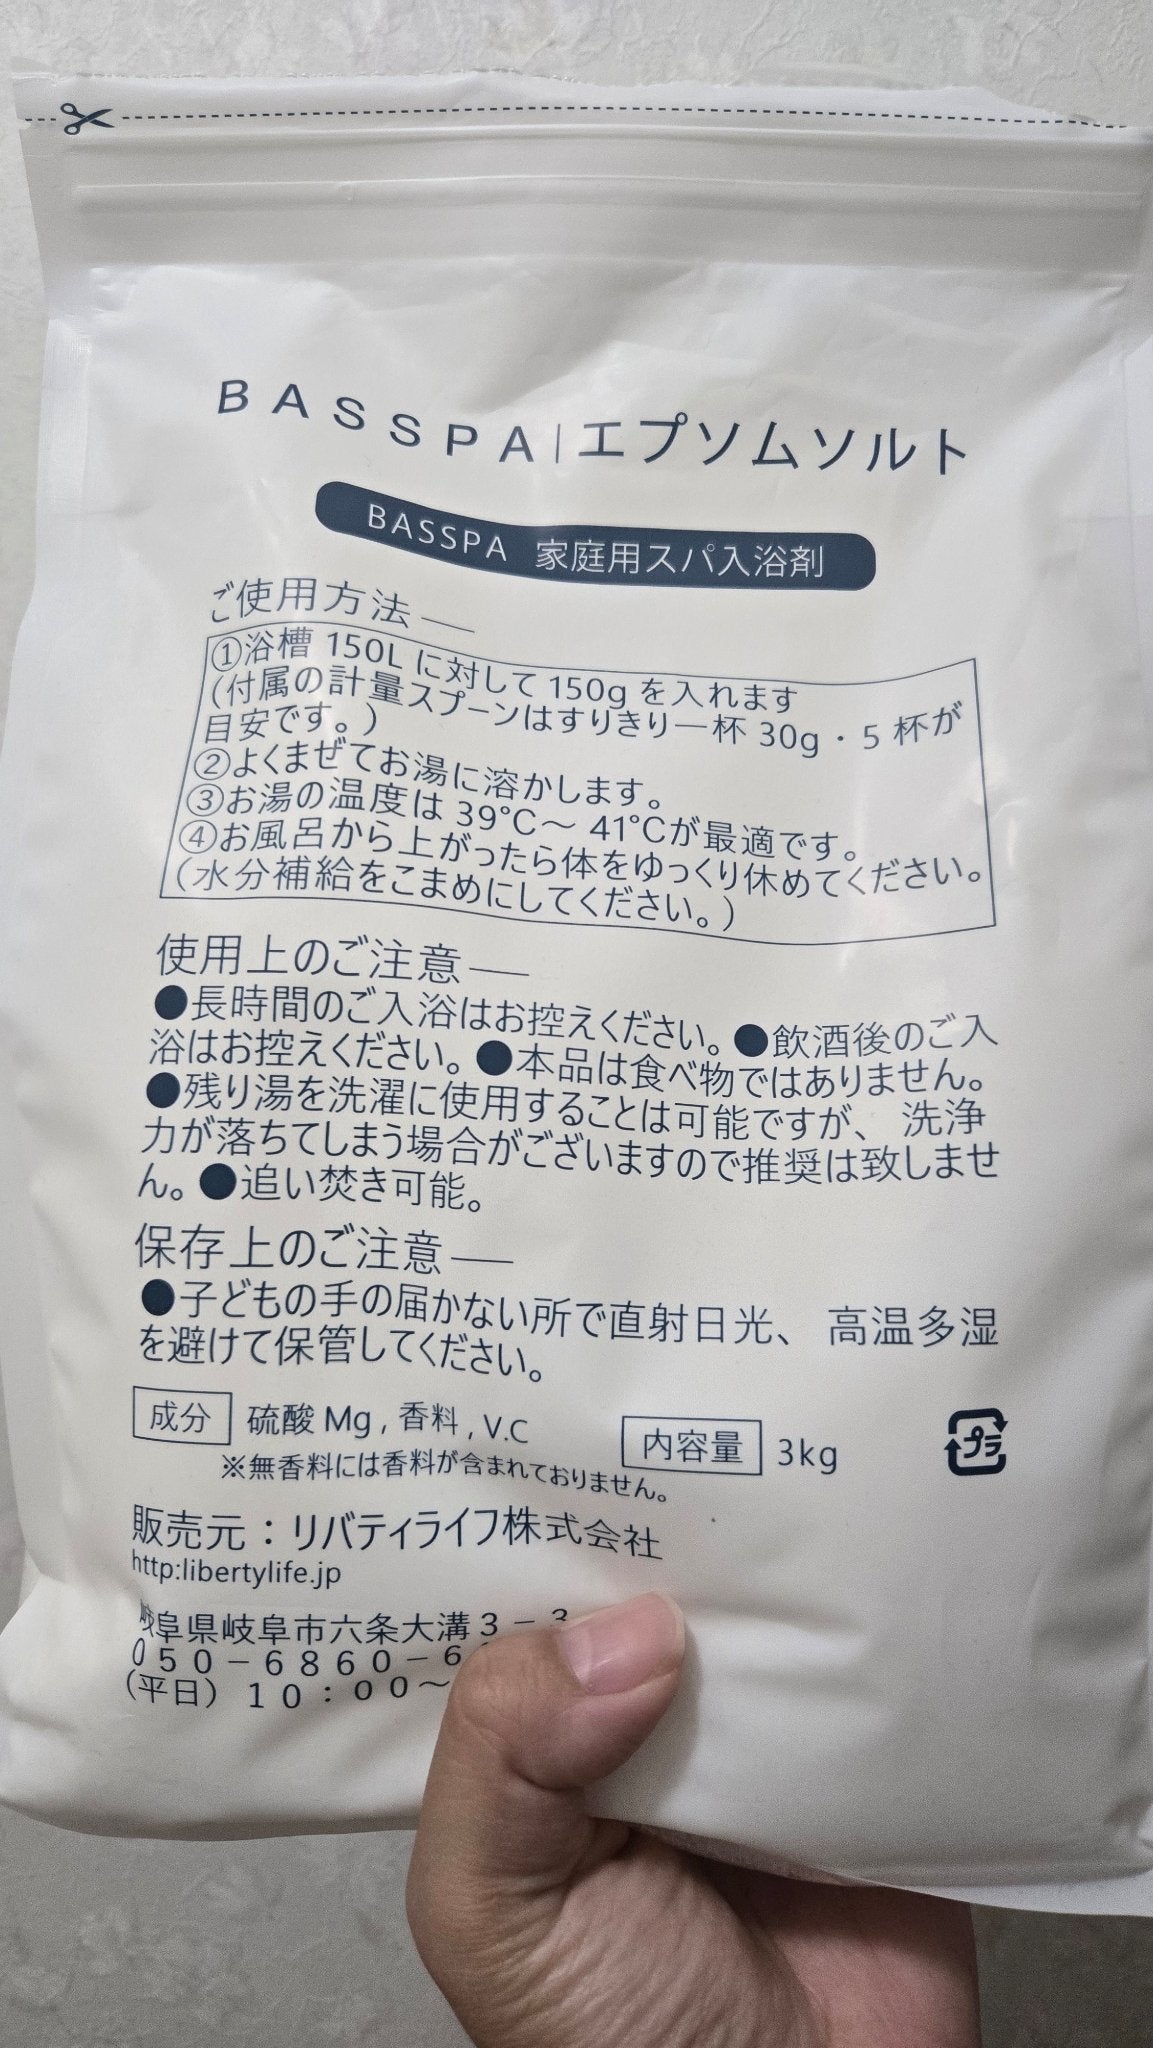 BASSPA|エプソムソルト
BASSPA 家庭用スパ入浴剤
ご使用方法―
①浴槽 150L に対して 150g を入れます
(付属の計量スプーンはすりきり一杯 30g・5 杯が
目安です。)
②よくまぜてお湯に溶かします。
③お湯の温度は 39℃～ 41℃が最適です。
④お風呂から上がったら体をゆっくり休めてください。
(水分補給をこまめにしてください。)
使用上のご注意―
●長時間のご入浴はお控えください。●飲酒後のご入
浴はお控えください。●本品は食べ物ではありません。
●残り湯を洗濯に使用することは可能ですが、洗浄
力が落ちてしまう場合がございますので推奨は致しませ
ん。●追い焚き可能。
保存上のご注意―
●子どもの手の届かない所で直射日光、高温多湿
を避けて保管してください。
成分 硫酸 Mg , 香料 , V.C 内容量 3kg プラ
※無香料には香料が含まれておりません。
販売元：リバティライフ株式会社
http:libertylife.jp
岐阜県岐阜市六条大溝３－３
０５０－６８６０－６
（平日）１０：００～